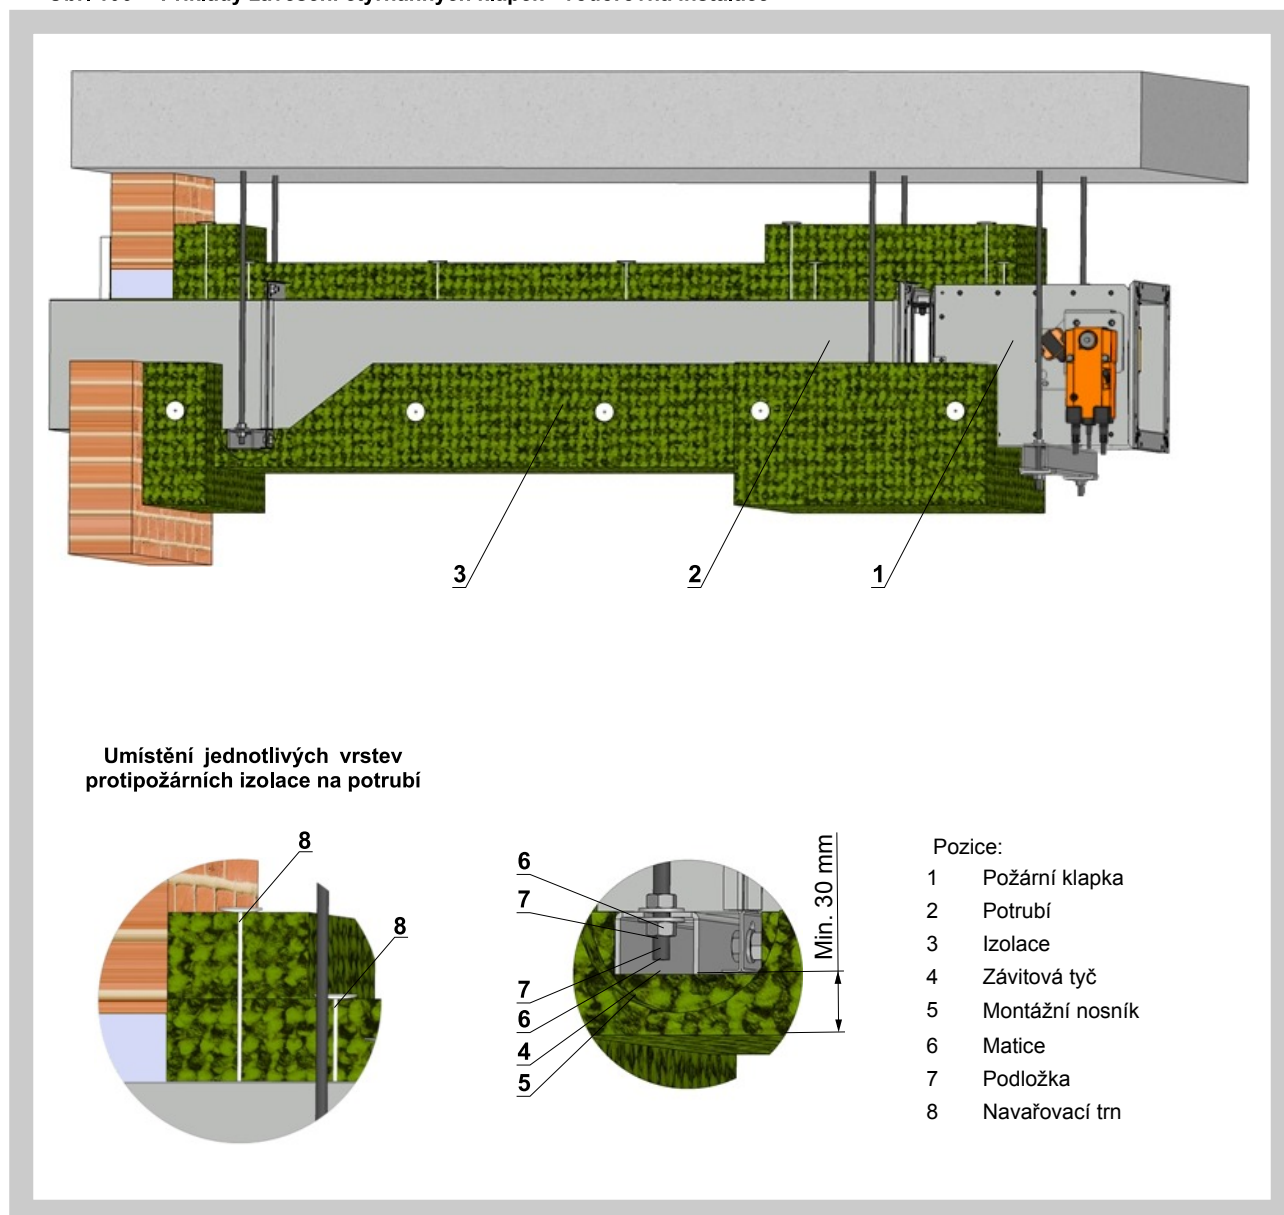 3
2
1
Umístění jednotlivých vrstev
protipožárních izolace na potrubí
8
8
6
7
7
6
4
5
Min. 30 mm
Pozice:
1 Požární klapka
2 Potrubí
3 Izolace
4 Závitová tyč
5 Montážní nosník
6 Matice
7 Podložka
8 Navařovací trn